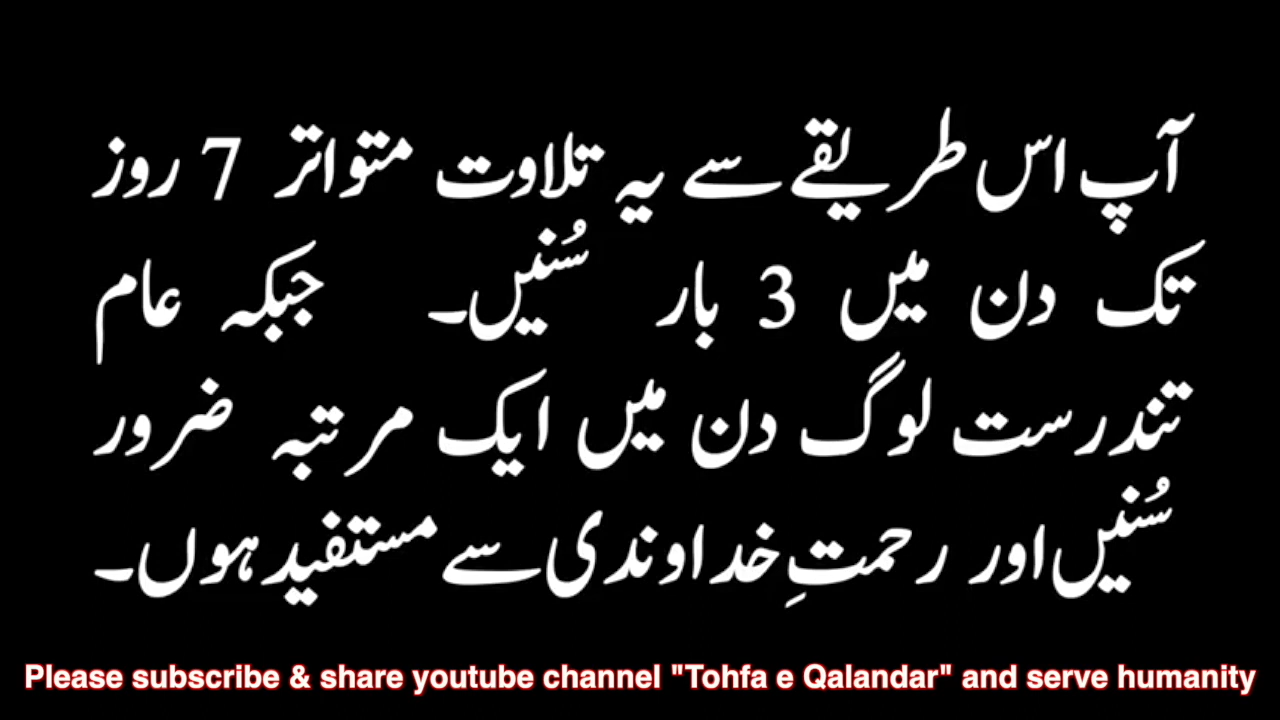 آپ اس طریقے سے یہ تلاوت متواتر 7 روز
تک دن میں 3 بار سُنیں۔ جبکہ عام
تندرست لوگ دن میں ایک مرتبہ ضرور
سُنیں اور رحمتِ خداوندی سے مستفید ہوں۔
Please subscribe & share youtube channel "Tohfa e Qalandar" and serve humanity